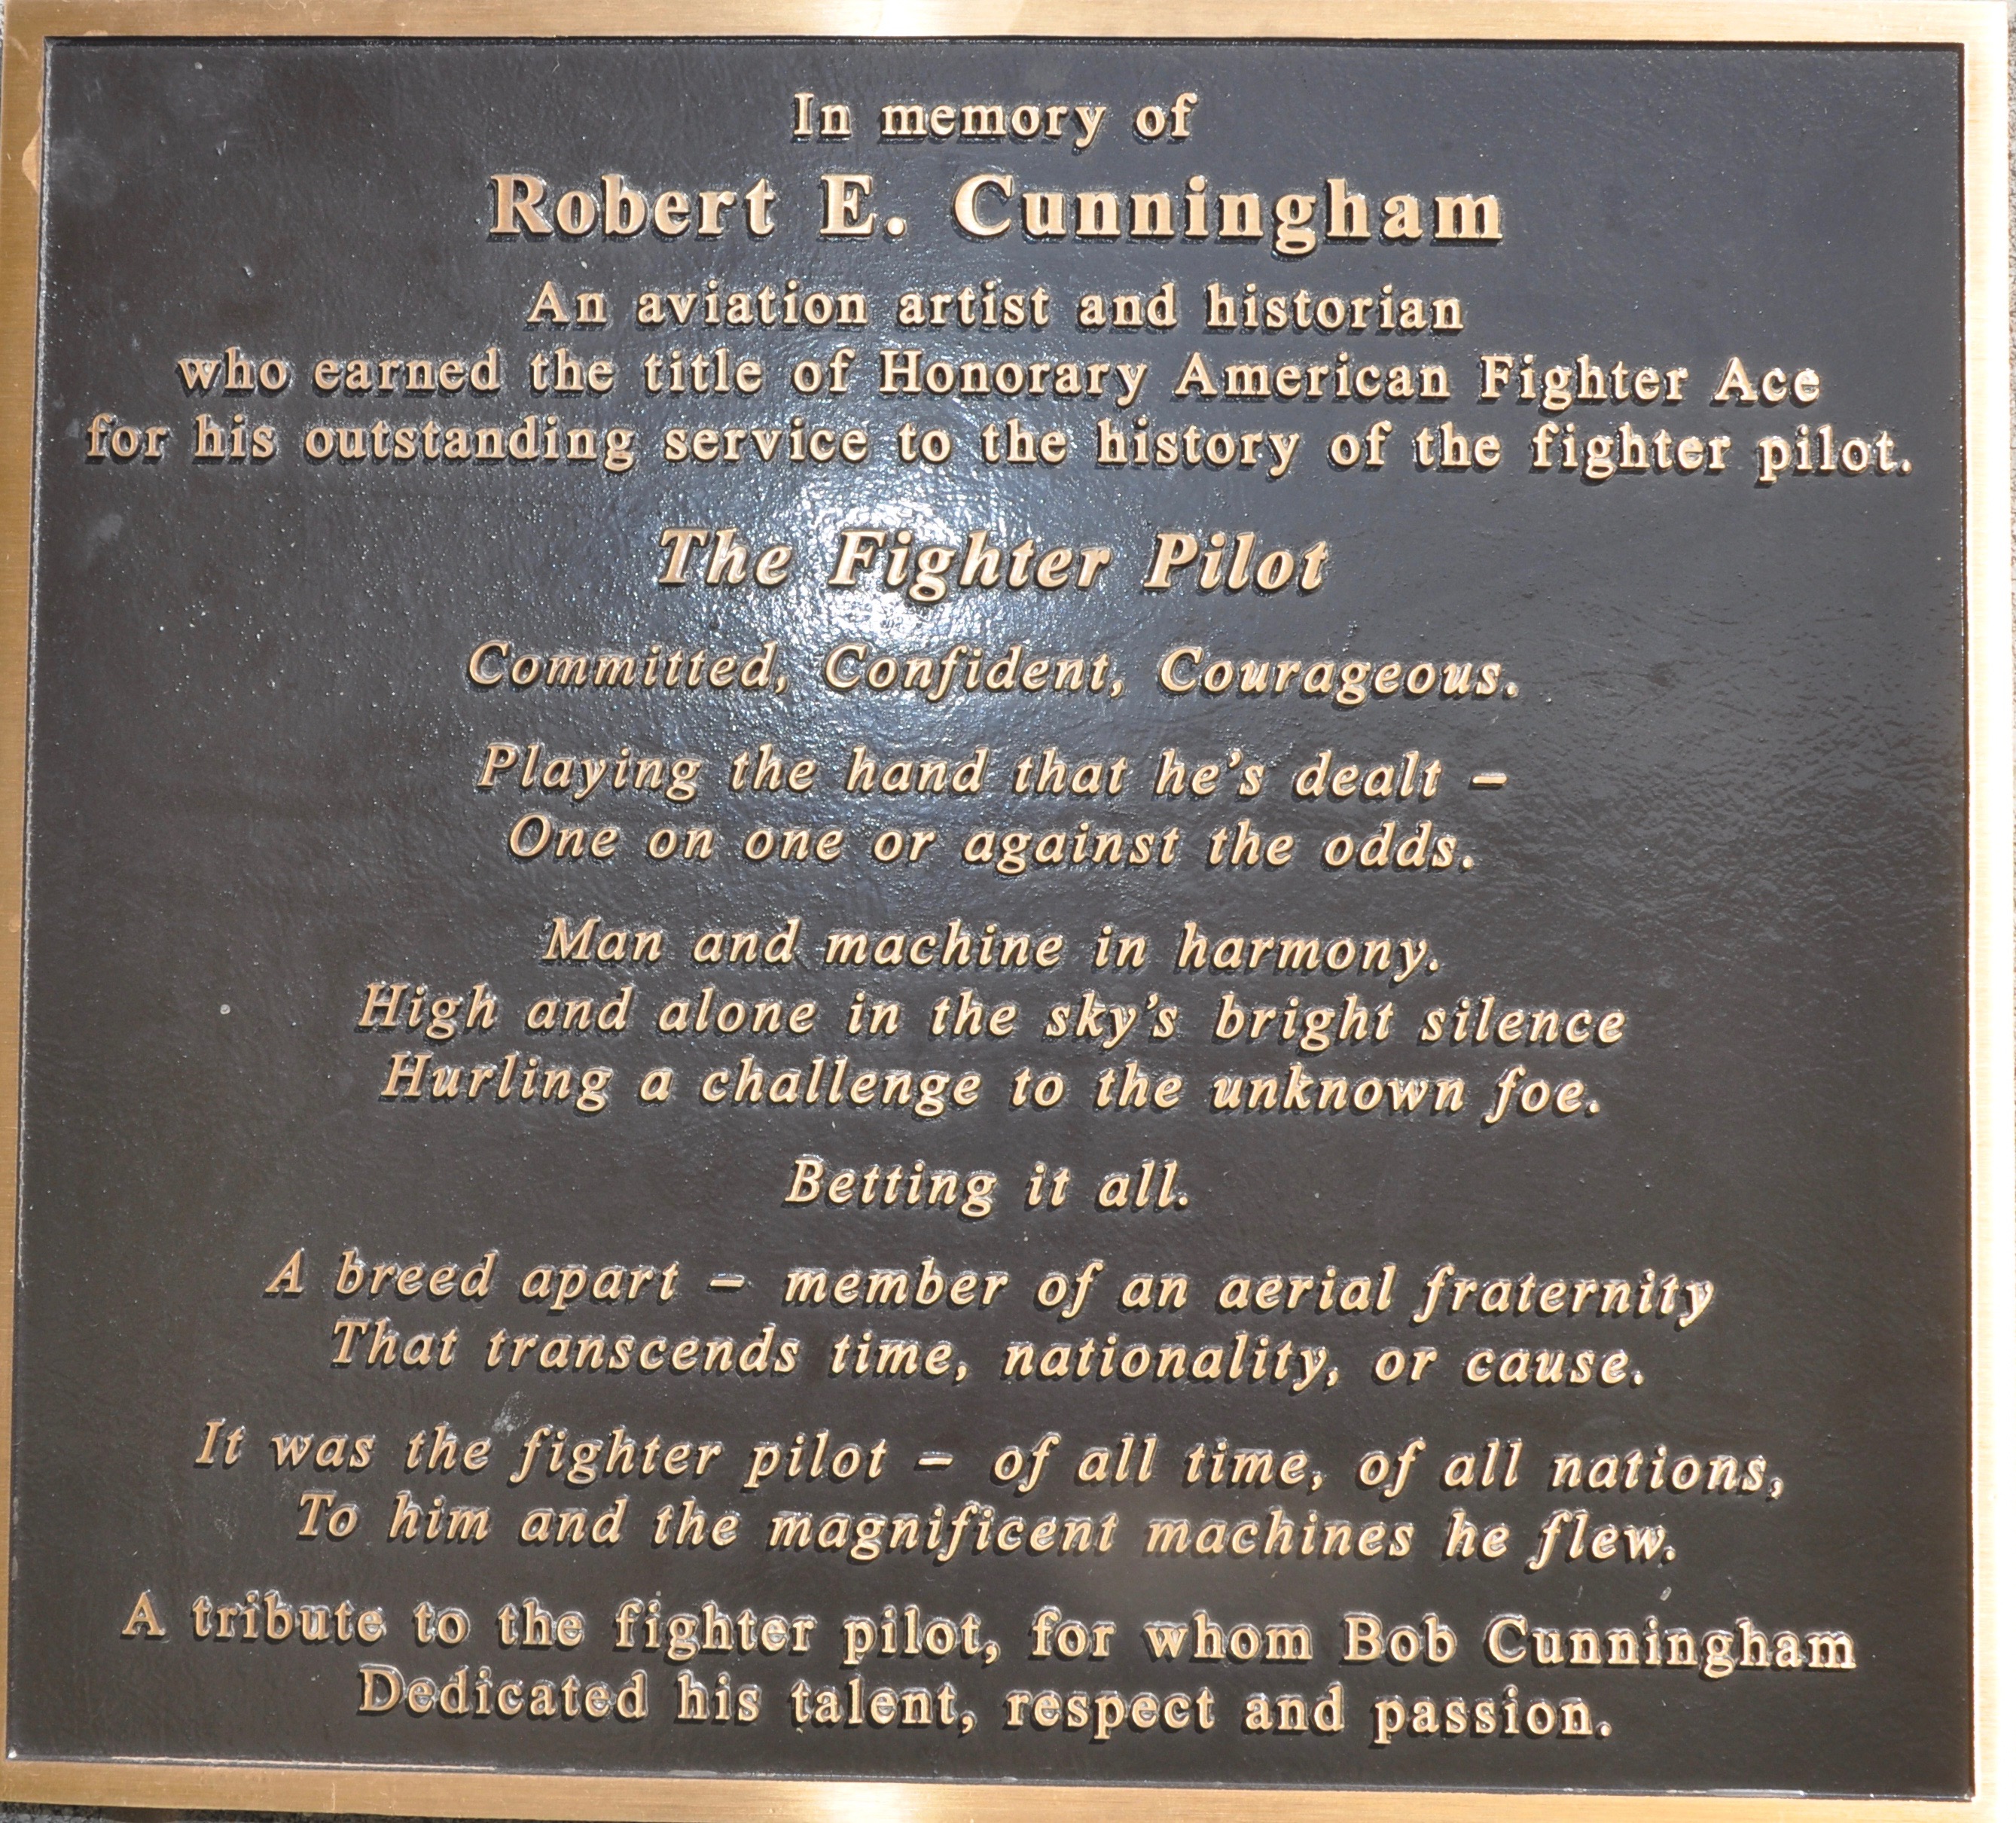 In memory of
Robert E. Cunningham
An aviation artist and historian
who earned the title of Honorary American Fighter Ace
for his outstanding service to the history of the fighter pilot.
The Fighter Pilot
Committed, Confident, Courageous.
Playing the hand that he's dealt –
One on one or against the odds.
Man and machine in harmony.
High and alone in the sky's bright silence
Hurling a challenge to the unknown foe.
Betting it all.
A breed apart – member of an aerial fraternity
That transcends time, nationality, or cause.
It was the fighter pilot – of all time, of all nations,
To him and the magnificent machines he flew.
A tribute to the fighter pilot, for whom Bob Cunningham
Dedicated his talent, respect and passion.